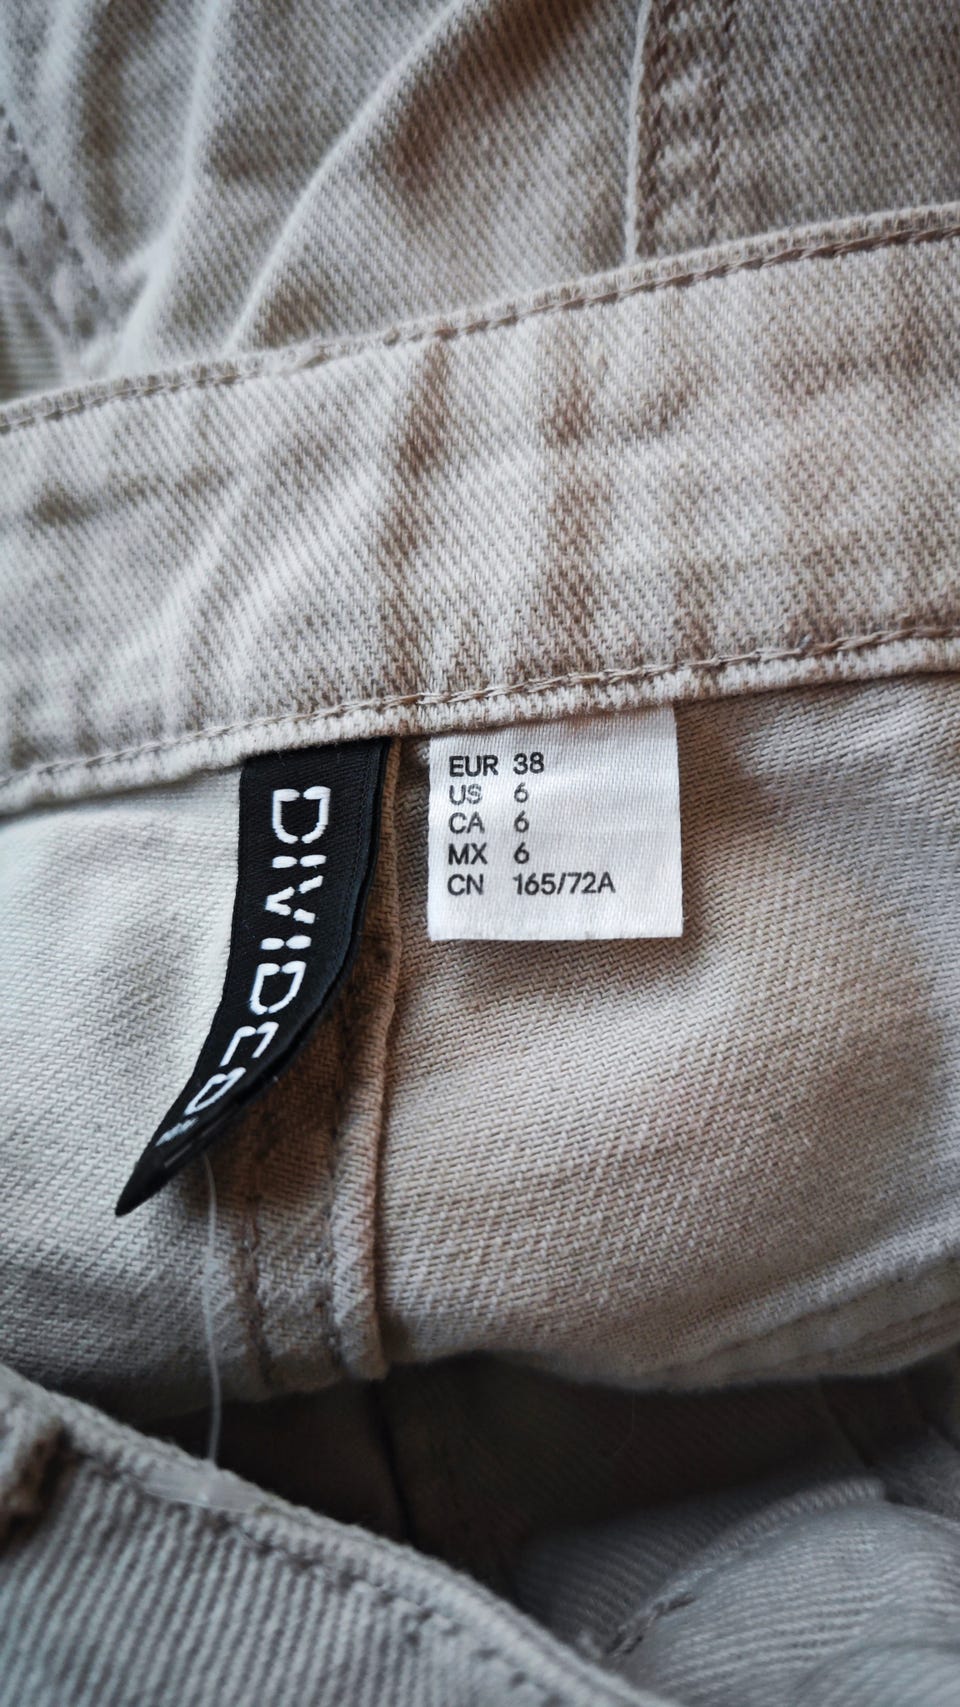 DIVIDED
EUR 38
US 6
CA 6
MX 6
CN 165/72A